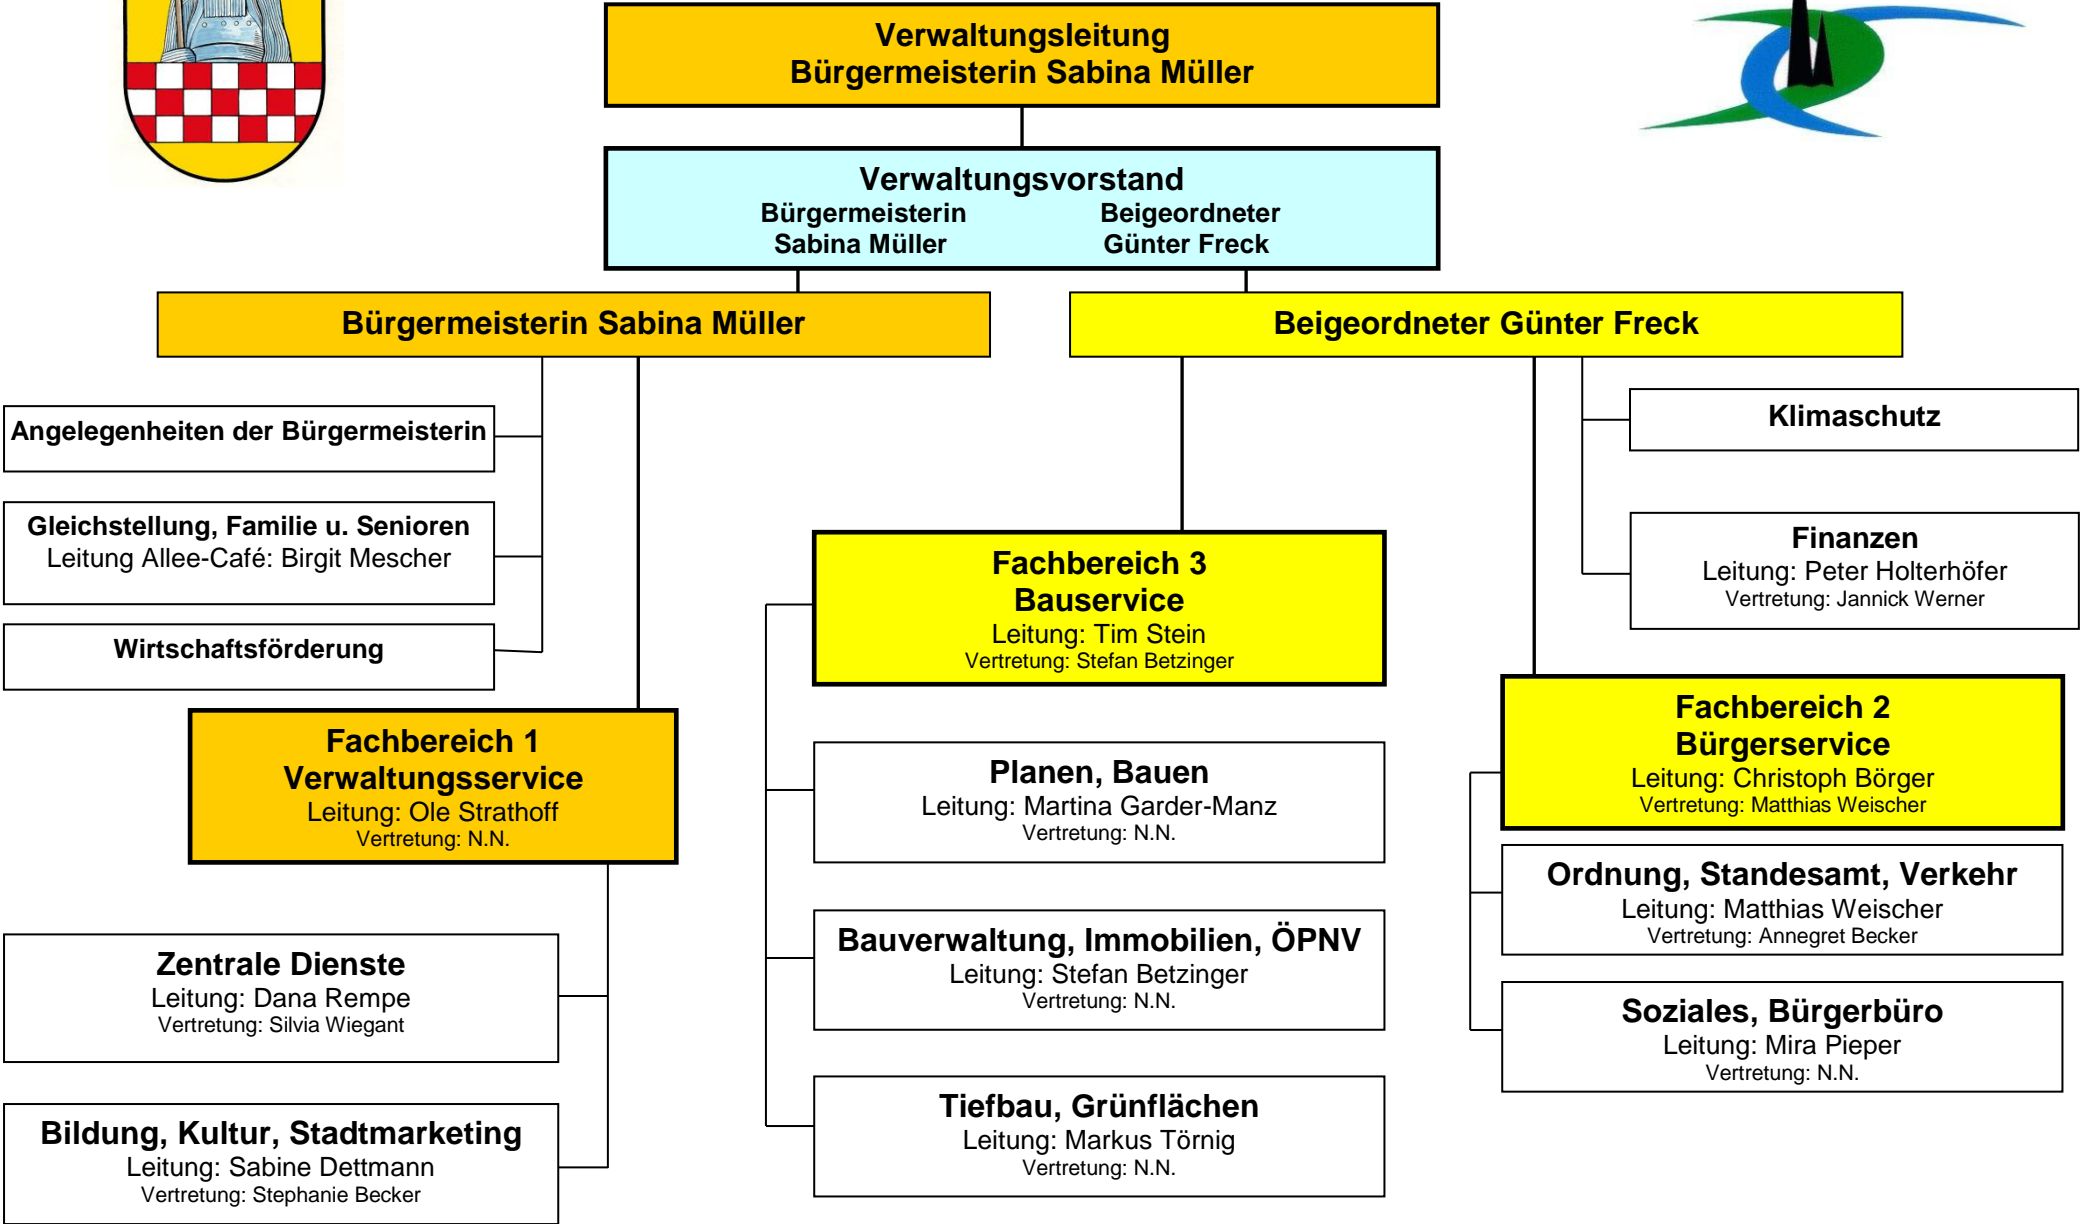 Verwaltungsleitung
Bürgermeisterin Sabina Müller
Verwaltungsvorstand
Bürgermeisterin Beigeordneter
Sabina Müller Günter Freck
Bürgermeisterin Sabina Müller
Beigeordneter Günter Freck
Angelegenheiten der Bürgermeisterin
Gleichstellung, Familie u. Senioren
Leitung Allee-Café: Birgit Mescher
Wirtschaftsförderung
Fachbereich 1
Verwaltungsservice
Leitung: Ole Strathoff
Vertretung: N.N.
Zentrale Dienste
Leitung: Dana Rempe
Vertretung: Silvia Wiegant
Bildung, Kultur, Stadtmarketing
Leitung: Sabine Dettmann
Vertretung: Stephanie Becker
Fachbereich 3
Bauservice
Leitung: Tim Stein
Vertretung: Stefan Betzinger
Planen, Bauen
Leitung: Martina Garder-Manz
Vertretung: N.N.
Bauverwaltung, Immobilien, ÖPNV
Leitung: Stefan Betzinger
Vertretung: N.N.
Tiefbau, Grünflächen
Leitung: Markus Törnig
Vertretung: N.N.
Klimaschutz
Finanzen
Leitung: Peter Holterhöfer
Vertretung: Jannick Werner
Fachbereich 2
Bürgerservice
Leitung: Christoph Börger
Vertretung: Matthias Weischer
Ordnung, Standesamt, Verkehr
Leitung: Matthias Weischer
Vertretung: Annegret Becker
Soziales, Bürgerbüro
Leitung: Mira Pieper
Vertretung: N.N.